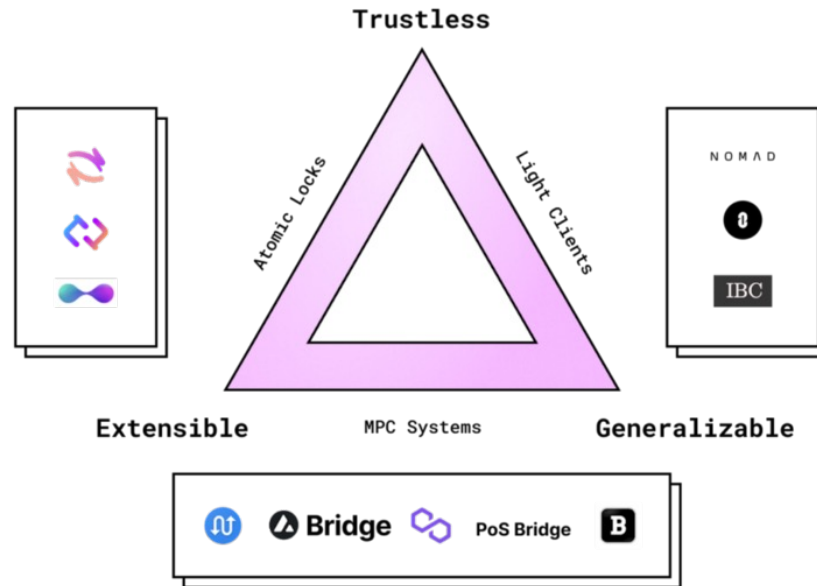 Trustless
Atomic Locks
Light Clients
NOMAD
IBC
Extensible
MPC Systems
Generalizable
Bridge
PoS Bridge
B